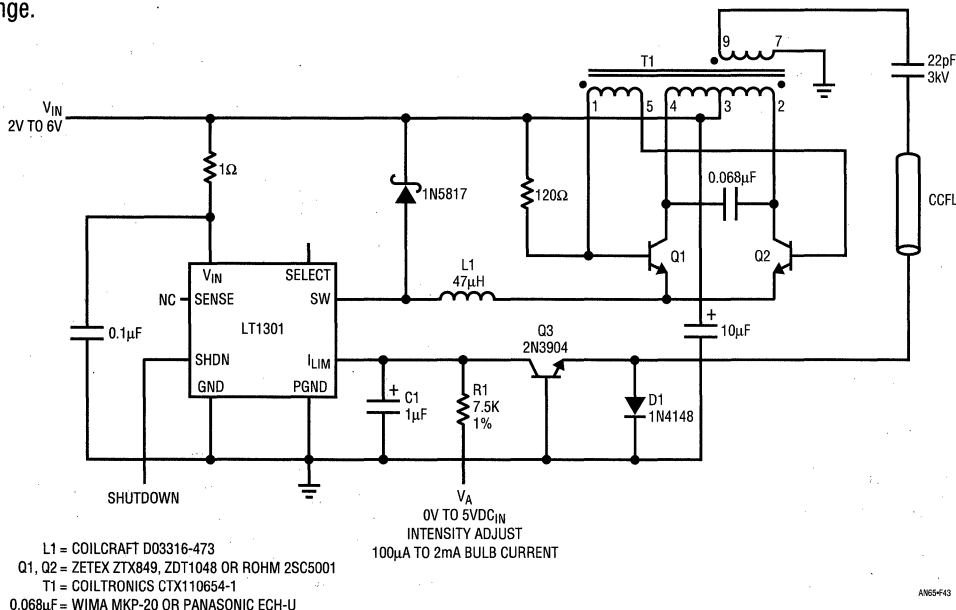 nge.
9
7
T1
22pF
3kV
1
5
4
3
2
VIN
2V TO 6V
1Ω
1N5817
120Ω
0.068µF
CCFL
Q1
Q2
VIN
SELECT
L1
47µH
NC
SENSE
SW
LT1301
0.1µF
Q3
2N3904
+
10µF
SHDN
ILIM
GND
PGND
+
C1
1µF
R1
7.5K
1%
D1
1N4148
SHUTDOWN
VA
0V TO 5VDCIN
INTENSITY ADJUST
100µA TO 2mA BULB CURRENT
L1 = COILCRAFT D03316-473
Q1, Q2 = ZETEX ZTX849, ZDT1048 OR ROHM 2SC5001
T1 = COILTRONICS CTX110654-1
0.068µF = WIMA MKP-20 OR PANASONIC ECH-U
AN65•F43